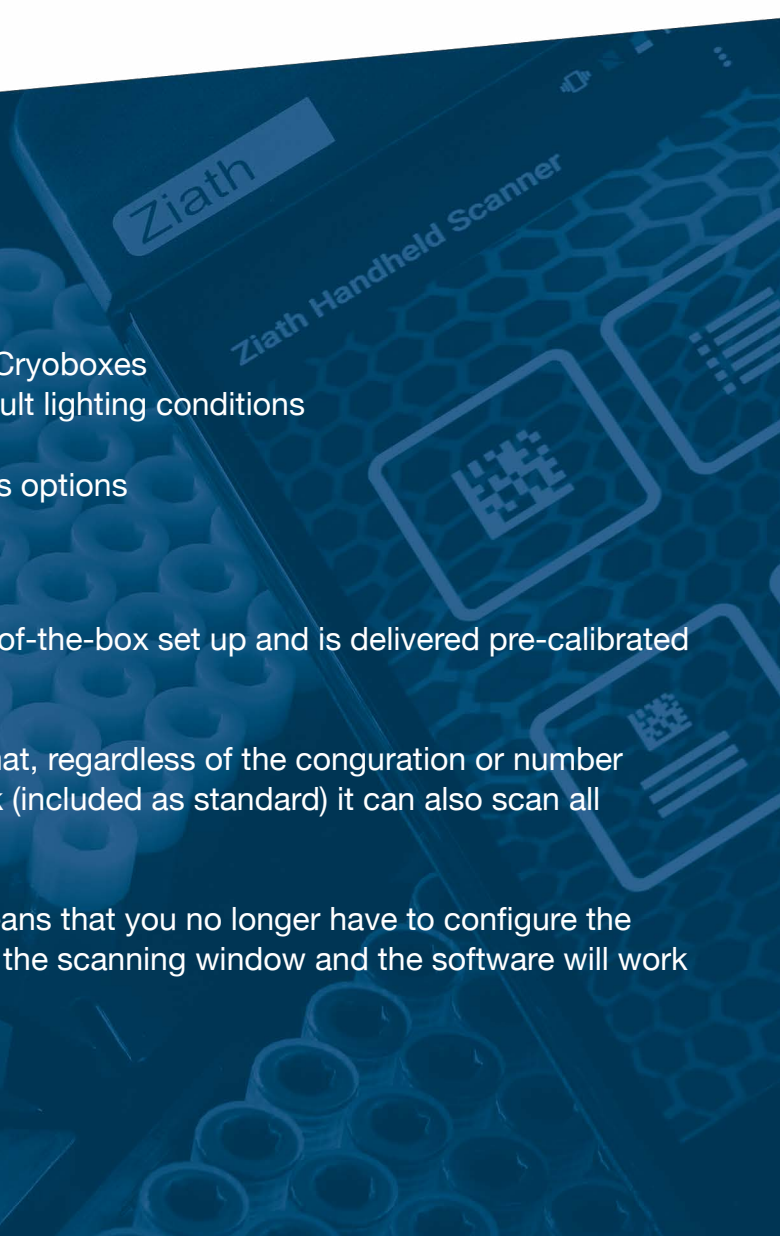 Ziath
Ziath Handheld Scanner
Cryoboxes
ult lighting conditions
s options
of-the-box set up and is delivered pre-calibrated
at, regardless of the conguration or number
(included as standard) it can also scan all
ans that you no longer have to configure the
the scanning window and the software will work